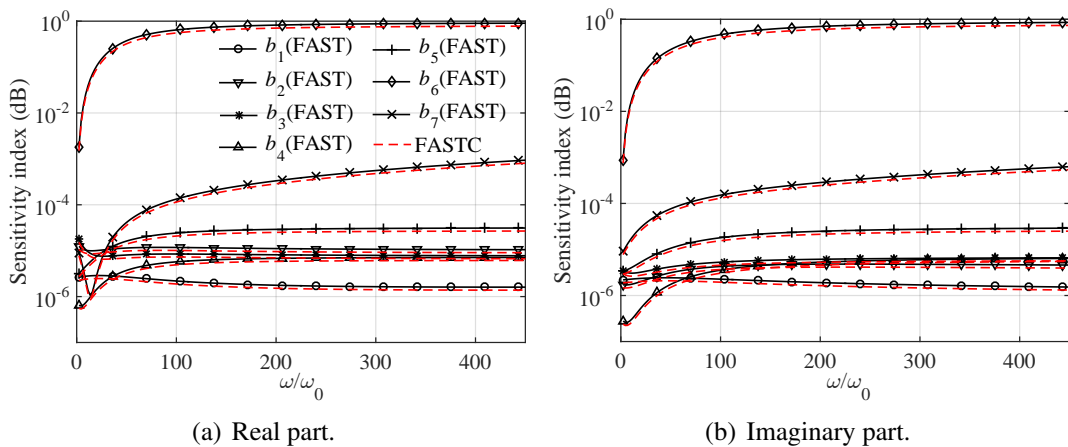 10^0
10^-2
10^-4
10^-6
Sensitivity index (dB)
b_1(FAST)
b_2(FAST)
b_3(FAST)
b_4(FAST)
b_5(FAST)
b_6(FAST)
b_7(FAST)
FASTC
0 100 200 300 400
ω/ω_0
(a) Real part.
10^0
10^-2
10^-4
10^-6
Sensitivity index (dB)
0 100 200 300 400
ω/ω_0
(b) Imaginary part.